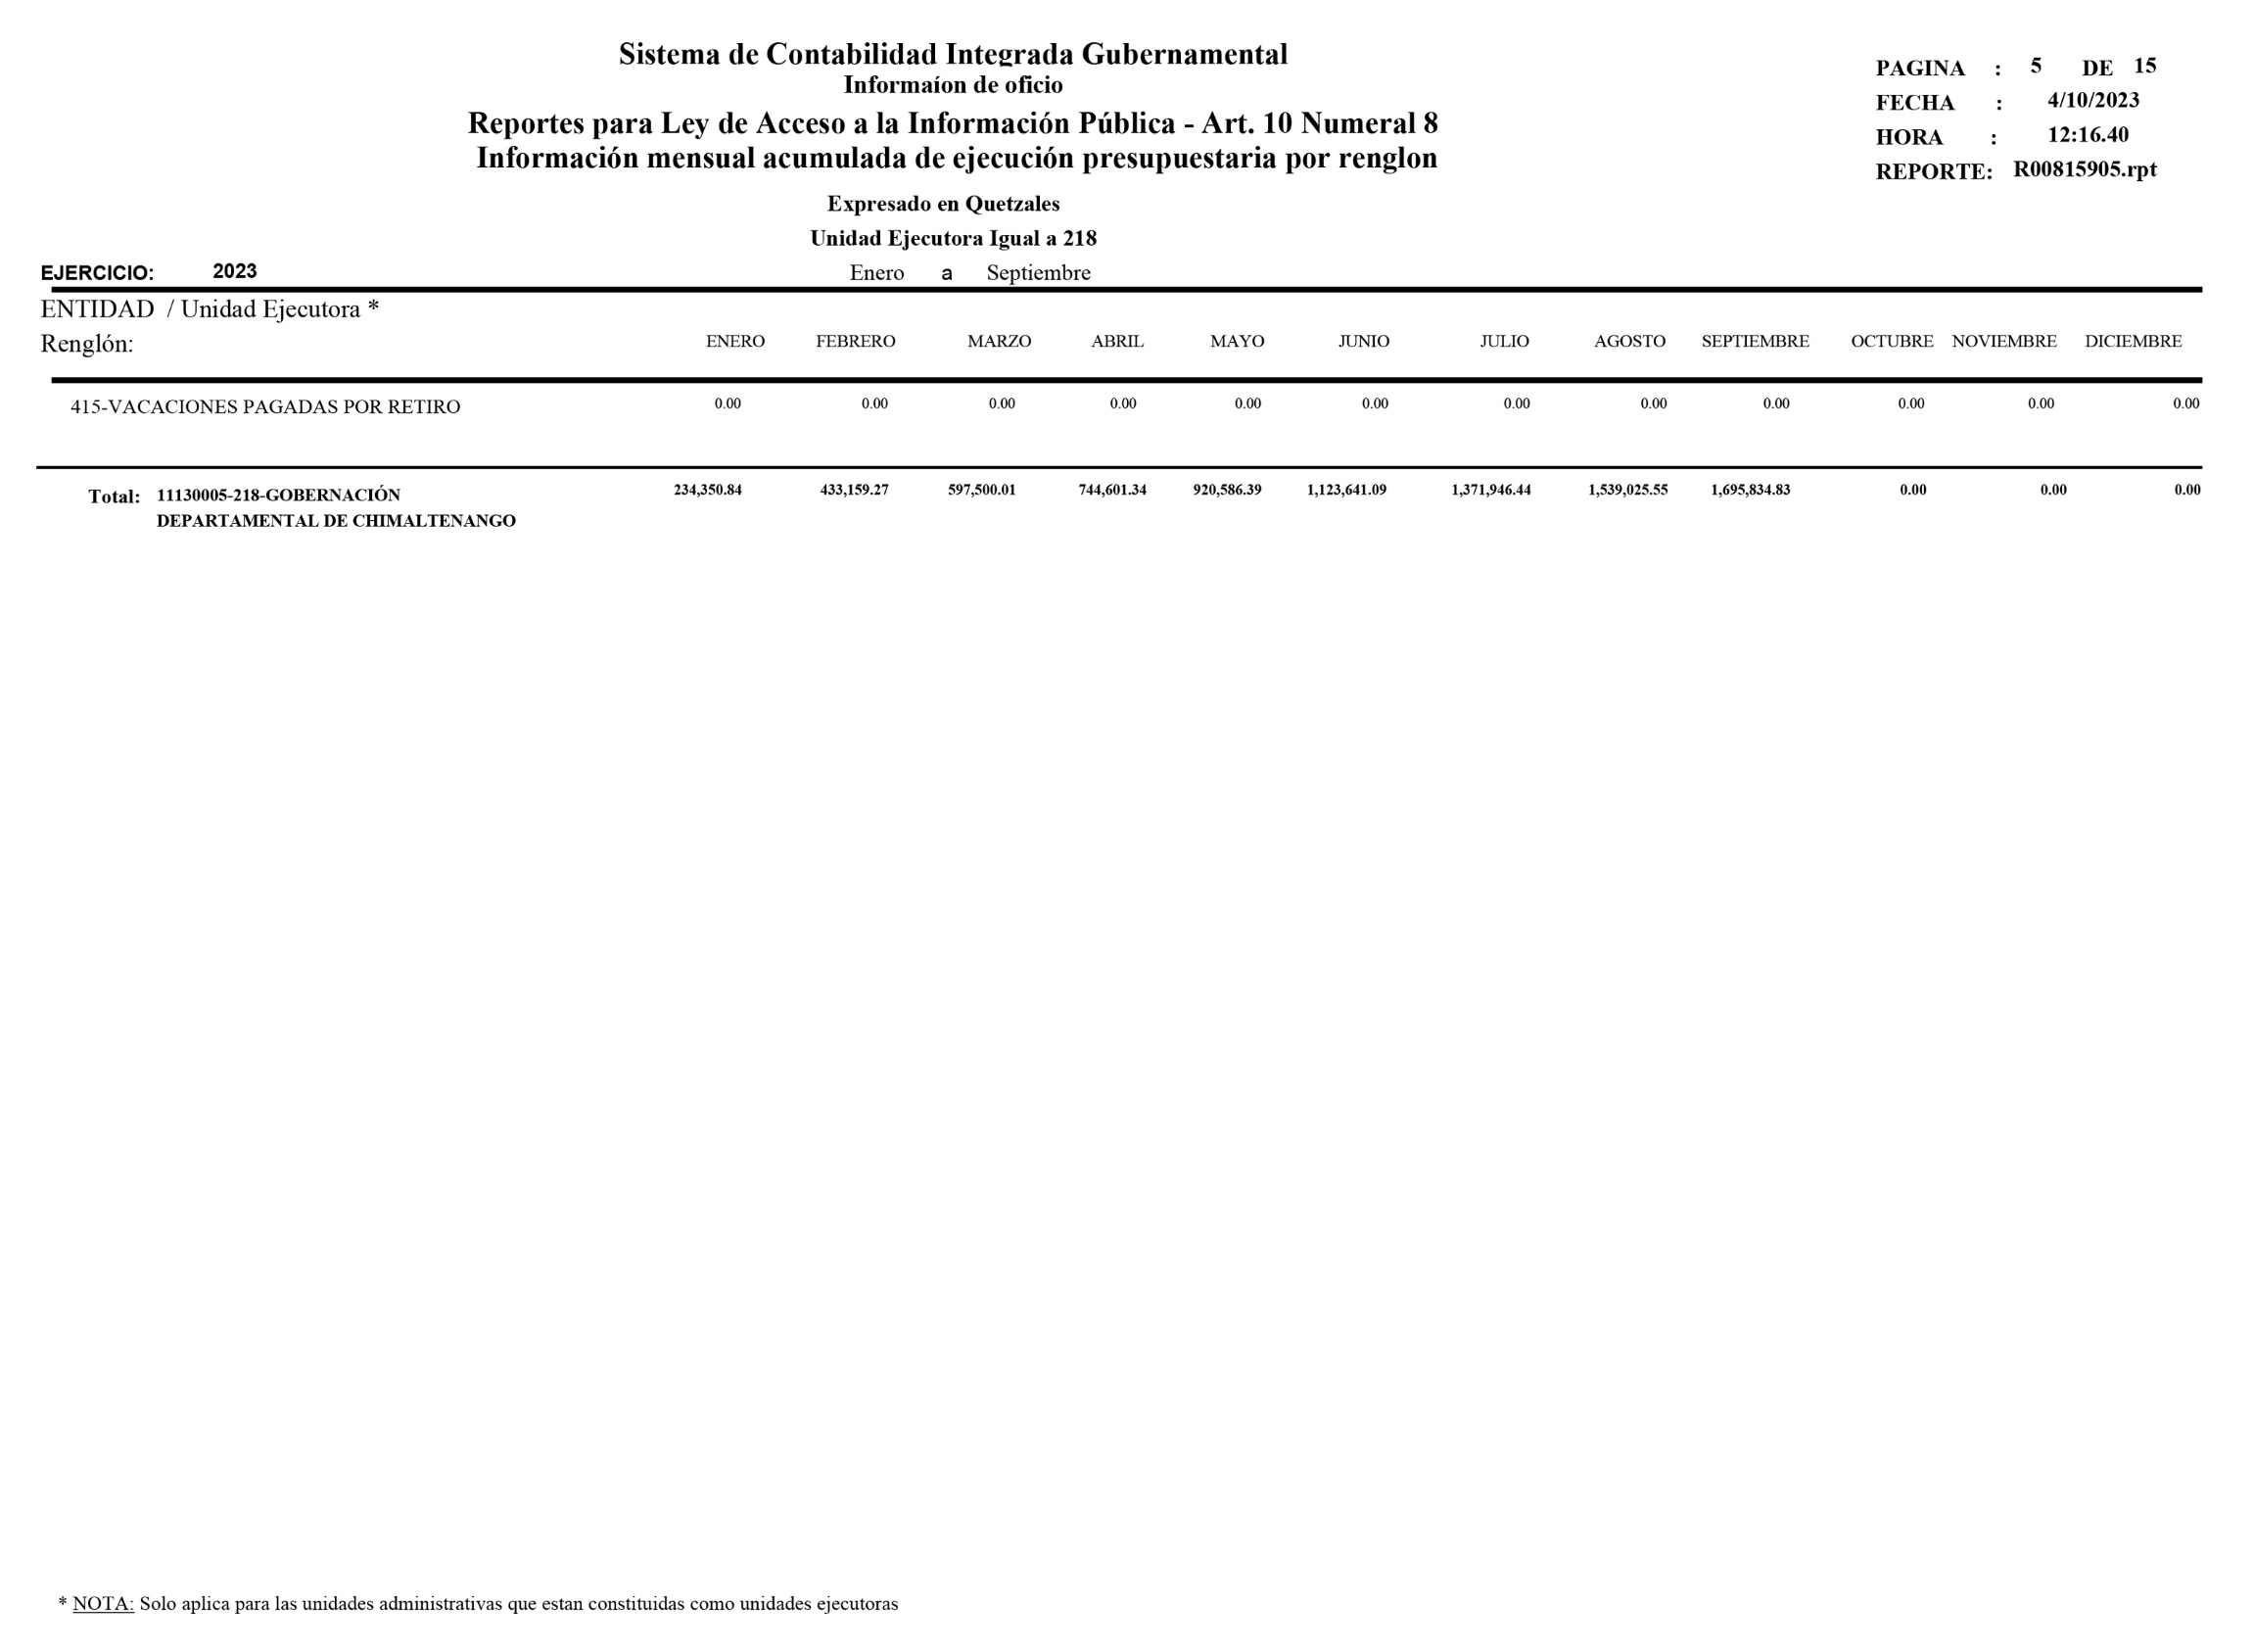 Sistema de Contabilidad Integrada Gubernamental
Informaíon de oficio
Reportes para Ley de Acceso a la Información Pública - Art. 10 Numeral 8
Información mensual acumulada de ejecución presupuestaria por renglon
PAGINA : 5 DE 15
FECHA : 4/10/2023
HORA : 12:16.40
REPORTE: R00815905.rpt
Expresado en Quetzales
Unidad Ejecutora Igual a 218
EJERCICIO: 2023 Enero a Septiembre
ENTIDAD / Unidad Ejecutora *
Renglón: ENERO FEBRERO MARZO ABRIL MAYO JUNIO JULIO AGOSTO SEPTIEMBRE OCTUBRE NOVIEMBRE DICIEMBRE
415-VACACIONES PAGADAS POR RETIRO 0.00 0.00 0.00 0.00 0.00 0.00 0.00 0.00 0.00 0.00 0.00 0.00
Total: 11130005-218-GOBERNACIÓN 234,350.84 433,159.27 597,500.01 744,601.34 920,586.39 1,123,641.09 1,371,946.44 1,539,025.55 1,695,834.83 0.00 0.00 0.00
DEPARTAMENTAL DE CHIMALTENANGO
* NOTA: Solo aplica para las unidades administrativas que estan constituidas como unidades ejecutoras